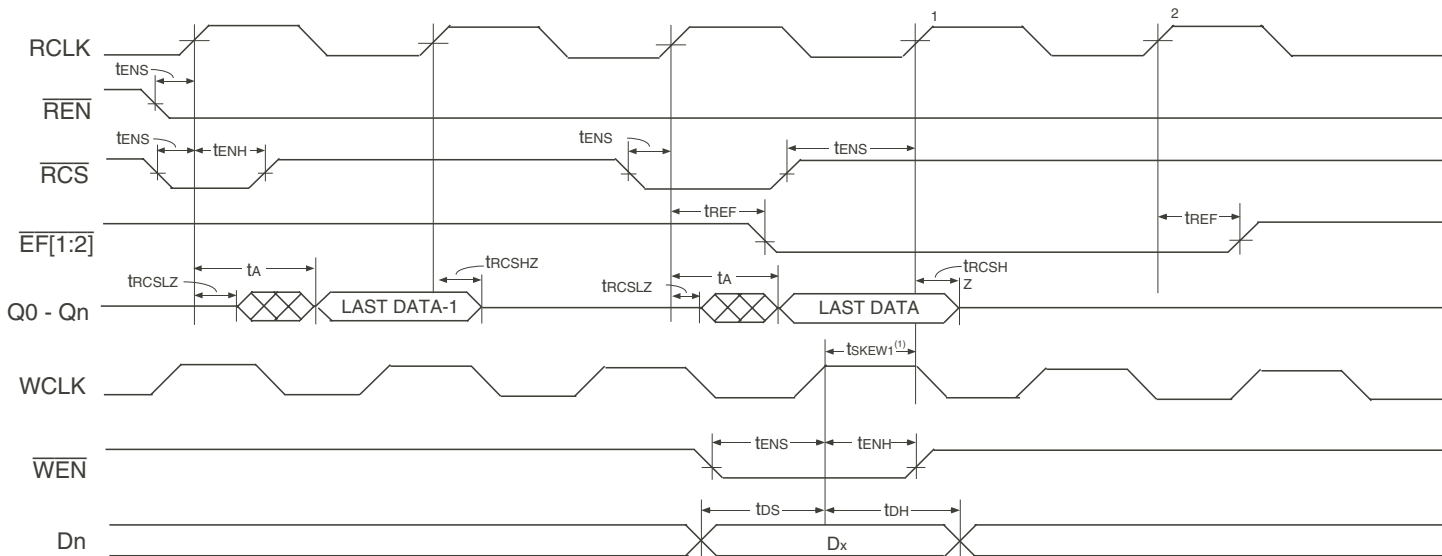 1 2
RCLK
tENS
REN
tENS tENH tENS tENS
RCS
tREF tREF
EF[1:2]
tRCSLZ tA tRCSHZ tRCSLZ tA tRCSH
Z
Q0 - Qn LAST DATA-1 LAST DATA
tSKEW1(1)
WCLK
tENS tENH
WEN
tDS tDH
Dn Dx